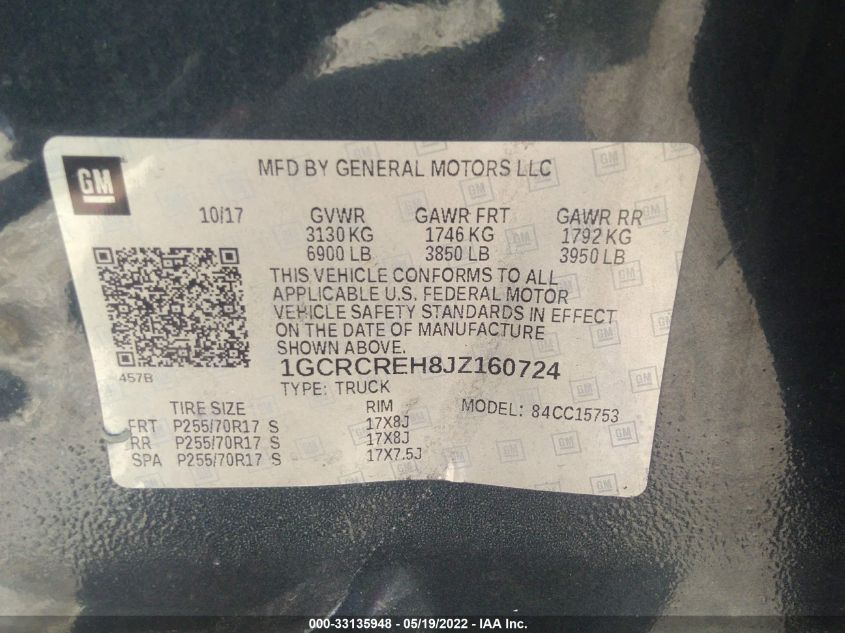 GM
MFD BY GENERAL MOTORS LLC
10/17 GVWR GAWR FRT GAWR RR
3130 KG 1746 KG 1792 KG
6900 LB 3850 LB 3950 LB
THIS VEHICLE CONFORMS TO ALL
APPLICABLE U.S. FEDERAL MOTOR
VEHICLE SAFETY STANDARDS IN EFFECT
ON THE DATE OF MANUFACTURE
SHOWN ABOVE.
457B
1GCRCREH8JZ160724
TYPE: TRUCK
TIRE SIZE RIM MODEL: 84CC15753
FRT P255/70R17 S 17X8J
RR P255/70R17 S 17X8J
SPA P255/70R17 S 17X7.5J
000-33135948 - 05/19/2022 - IAA Inc.